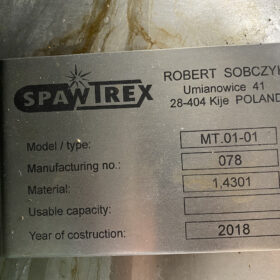 SPAWTREX
ROBERT SOBCZYK
Umianowice 41
28-404 Kije POLAND
Model / type: MT.01-01
Manufacturing no.: 078
Material: 1,4301
Usable capacity:
Year of costruction: 2018